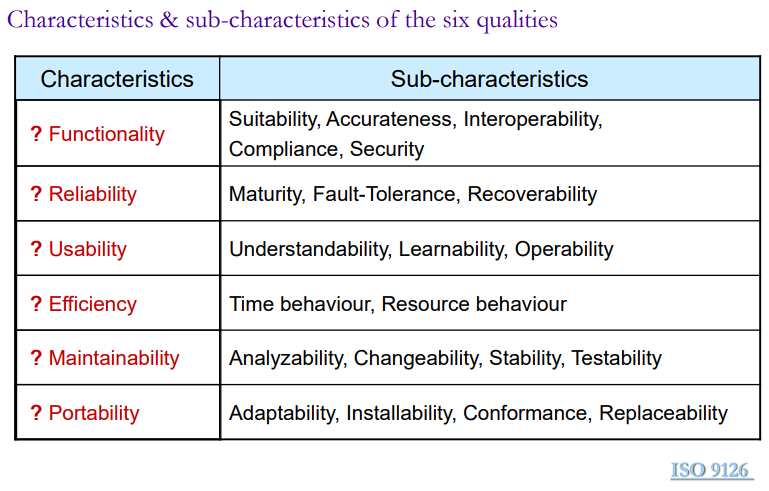 Characteristics & sub-characteristics of the six qualities
Characteristics
Sub-characteristics
? Functionality
Suitability, Accurateness, Interoperability,
Compliance, Security
? Reliability
Maturity, Fault-Tolerance, Recoverability
? Usability
Understandability, Learnability, Operability
? Efficiency
Time behaviour, Resource behaviour
? Maintainability
Analyzability, Changeability, Stability, Testability
? Portability
Adaptability, Installability, Conformance, Replaceability
ISO 9126